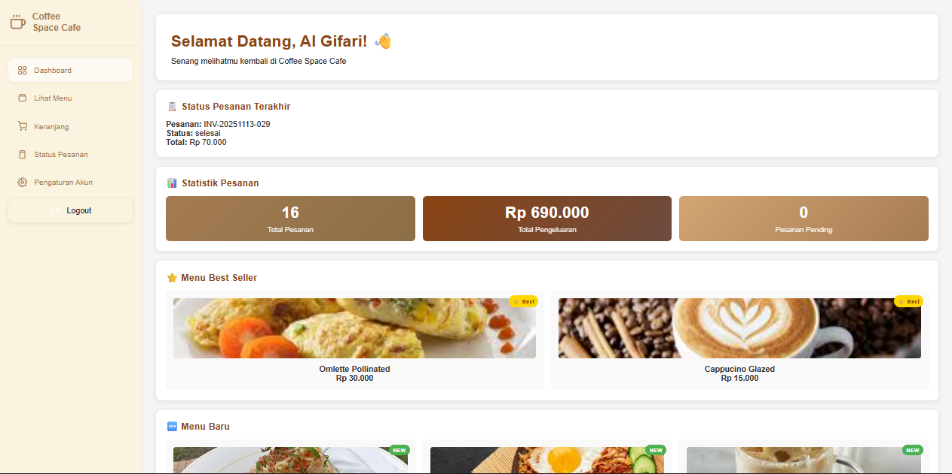 Coffee
Space Cafe
Dashboard
Lihat Menu
Keranjang
Status Pesanan
Pengaturan Akun
Logout
Selamat Datang, Al Gifari! 👋
Senang melihatmu kembali di Coffee Space Cafe
📋 Status Pesanan Terakhir
Pesanan: INV-20251113-029
Status: selesai
Total: Rp 70.000
📊 Statistik Pesanan
16
Total Pesanan
Rp 690.000
Total Pengeluaran
0
Pesanan Pending
⭐ Menu Best Seller
⭐ Best
Omlette Pollinated
Rp 30.000
⭐ Best
Cappucino Glazed
Rp 15.000
🆕 Menu Baru
NEW
NEW
NEW